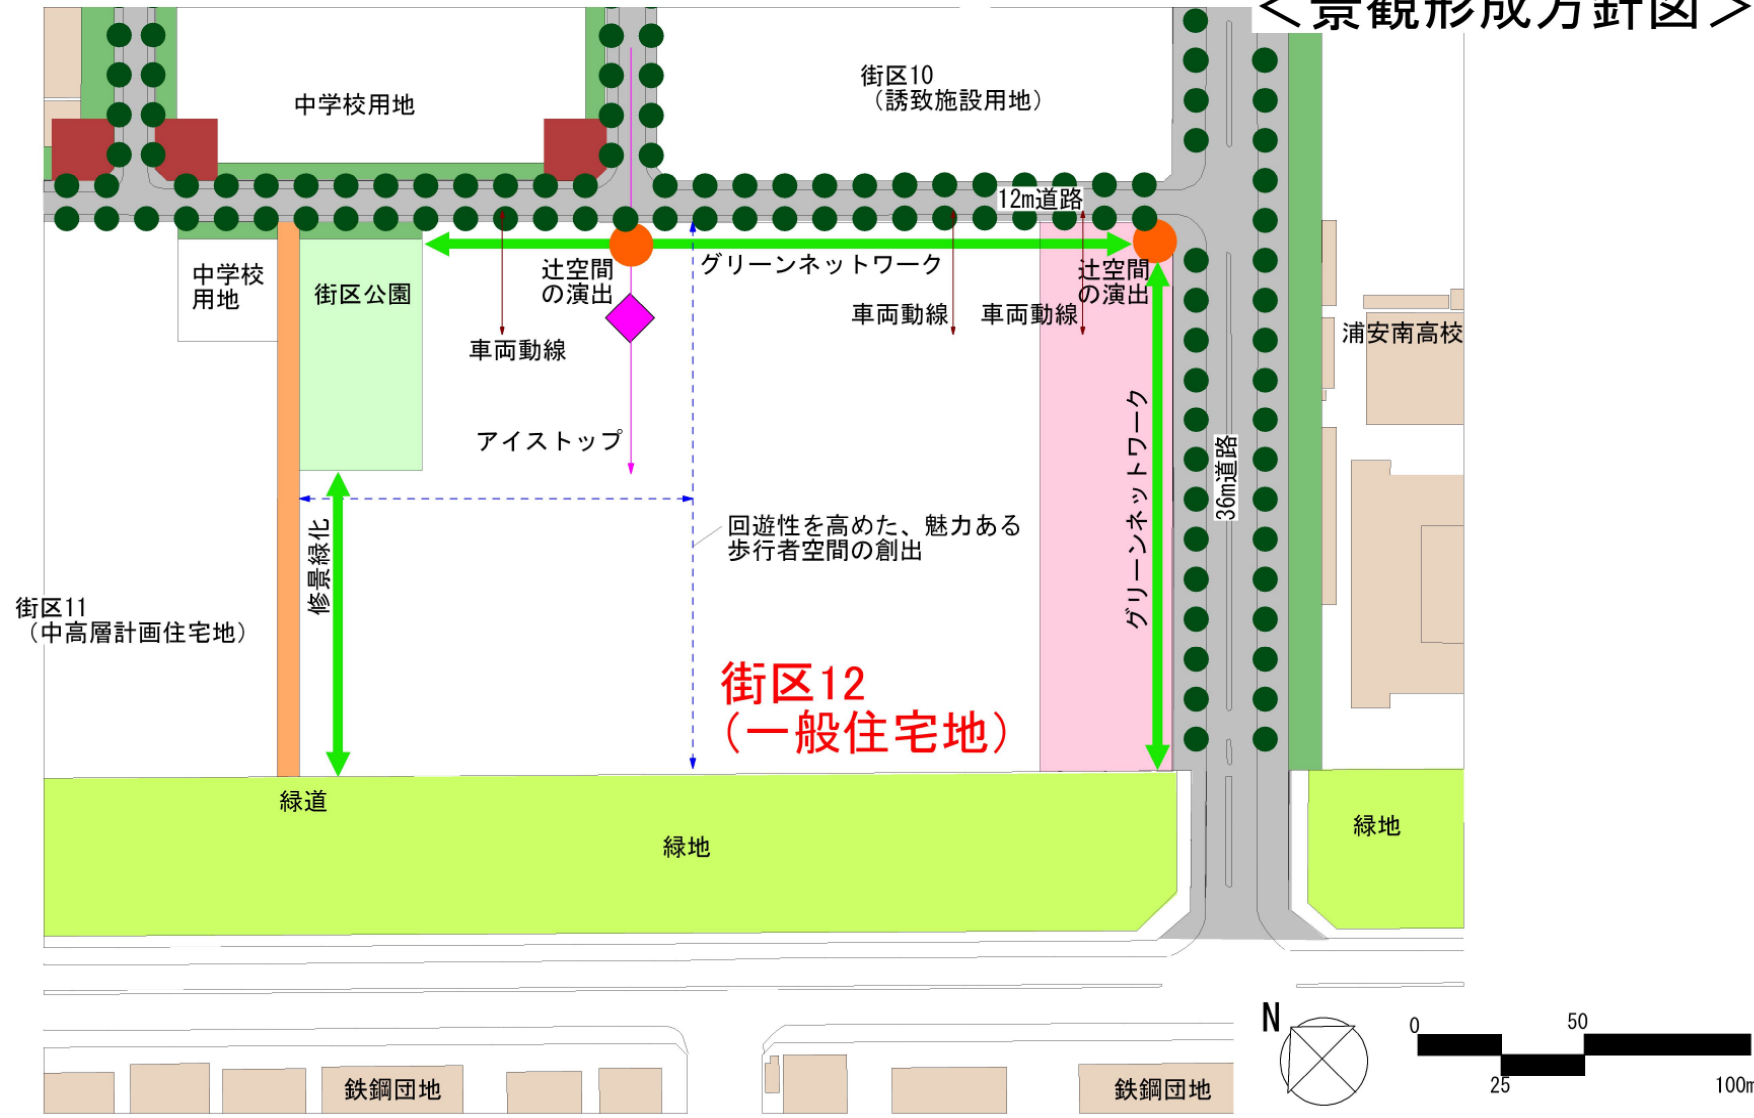 ＜景観形成方針図＞
中学校用地
街区10
（誘致施設用地）
12m道路
中学校
用地
街区公園
辻空間
の演出
グリーンネットワーク
辻空間
の演出
車両動線
車両動線
車両動線
浦安南高校
アイストップ
グリーンネットワーク
36m道路
回遊性を高めた、魅力ある
歩行者空間の創出
修景緑化
街区11
（中高層計画住宅地）
街区12
（一般住宅地）
緑道
緑地
緑地
鉄鋼団地
鉄鋼団地
N
0
50
25
100m